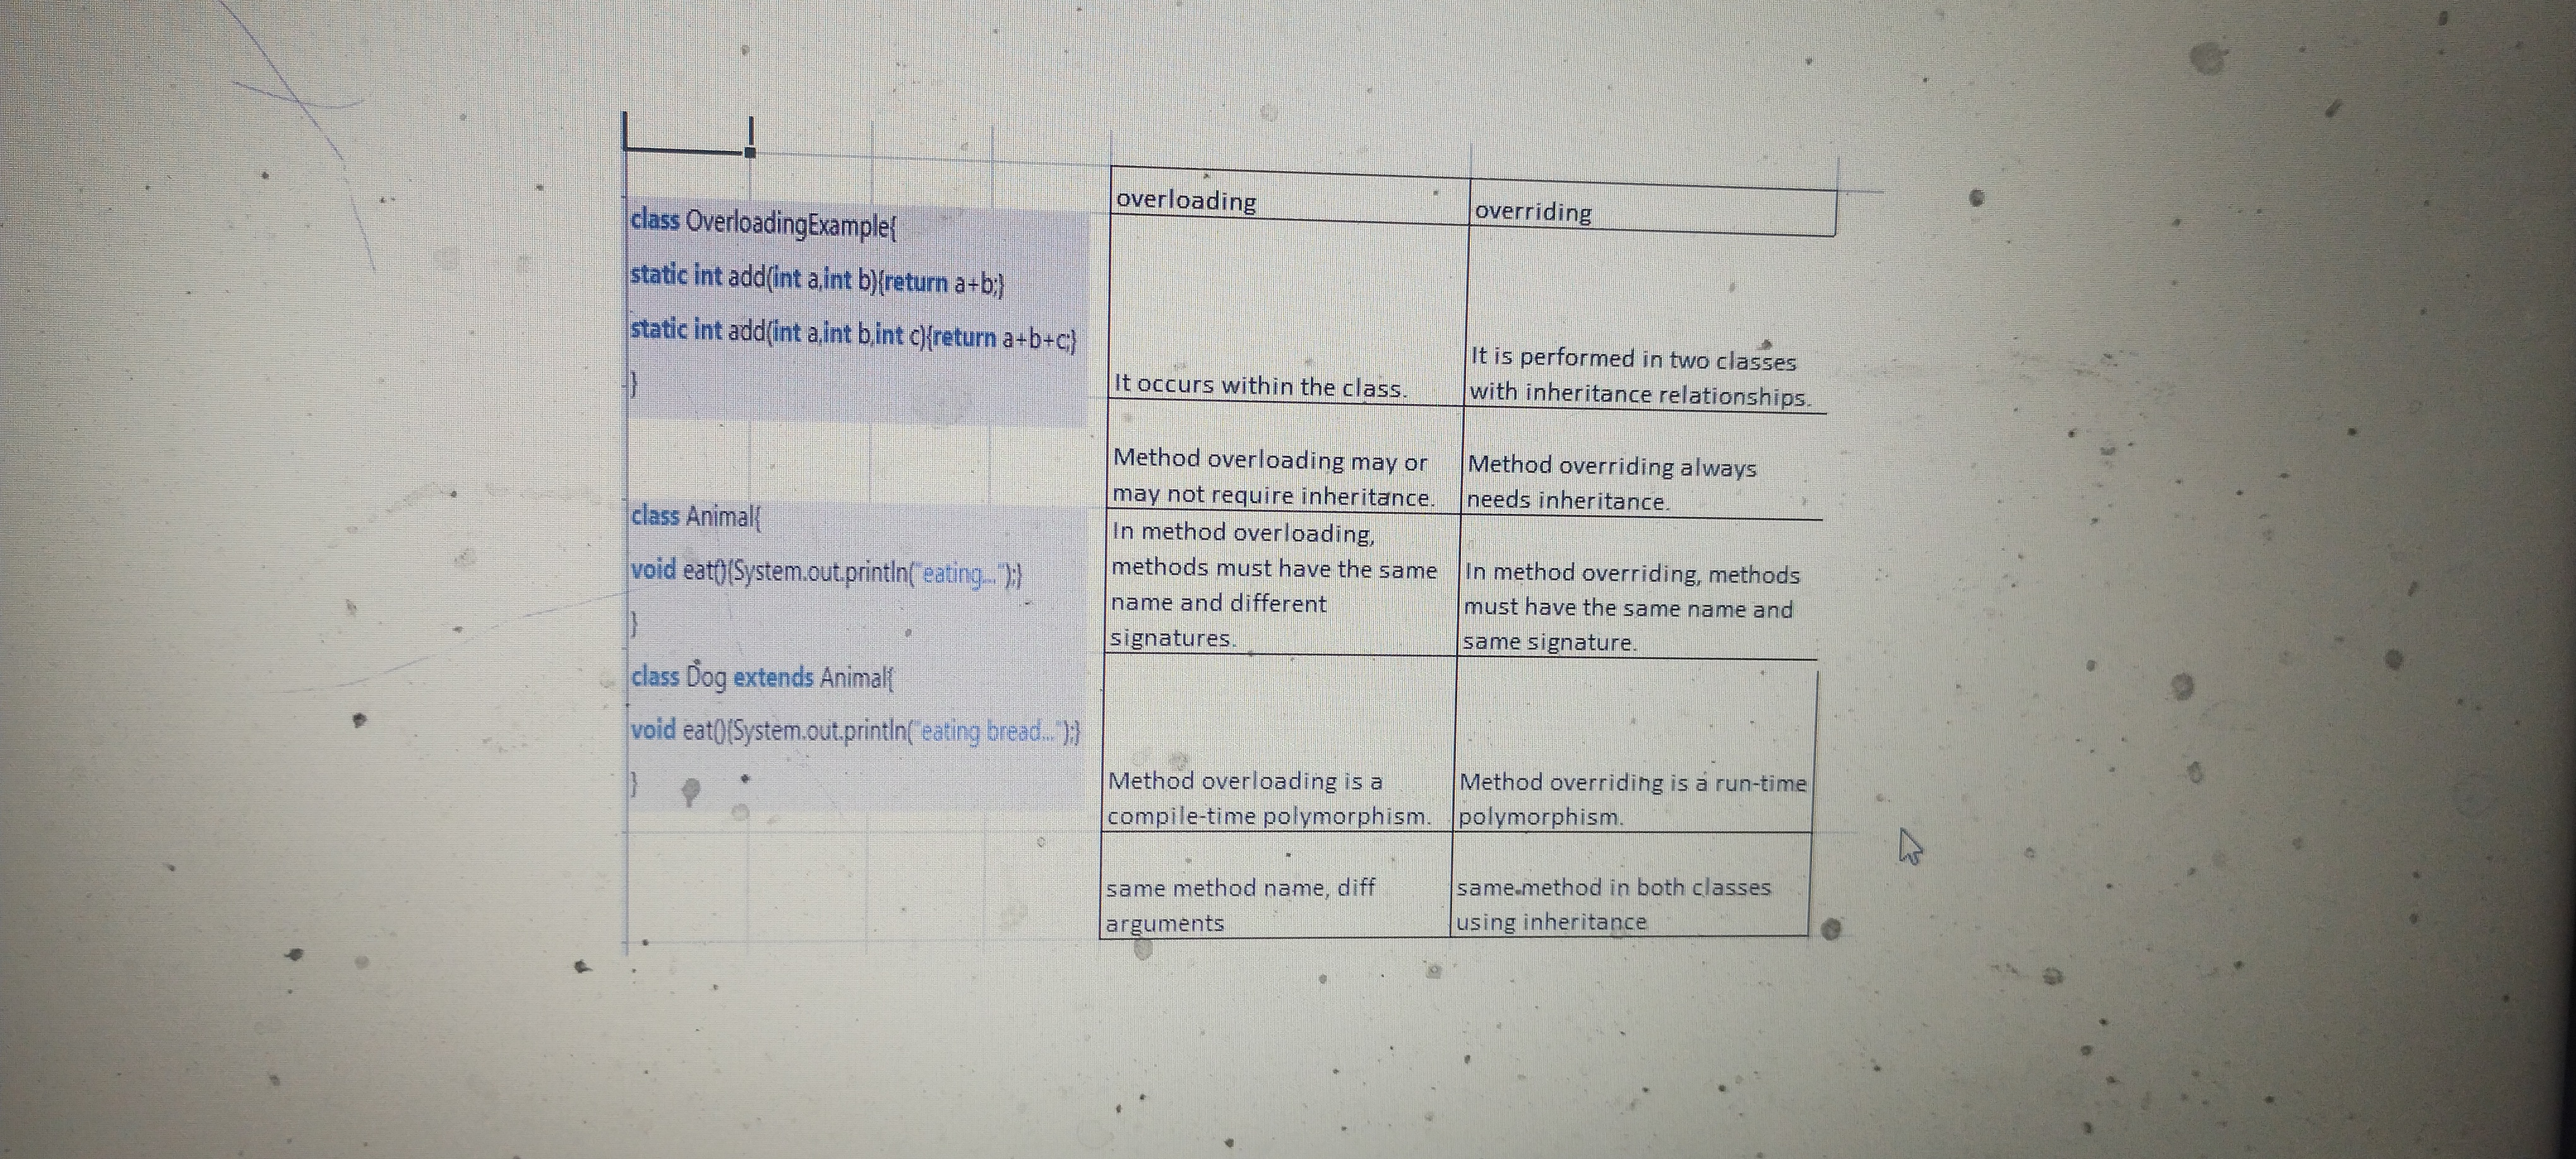 class OverloadingExample{
static int add(int a,int b){return a+b;}
static int add(int a,int b,int c){return a+b+c;}
}
class Animal{
void eat(){System.out.println("eating...");}
}
class Dog extends Animal{
void eat(){System.out.println("eating bread...");}
}
overloading
overriding
It occurs within the class.
It is performed in two classes
with inheritance relationships.
Method overloading may or
may not require inheritance.
Method overriding always
needs inheritance.
In method overloading,
methods must have the same
name and different
signatures.
In method overriding, methods
must have the same name and
same signature.
Method overloading is a
compile-time polymorphism.
Method overriding is a run-time
polymorphism.
same method name, diff
arguments
same method in both classes
using inheritance